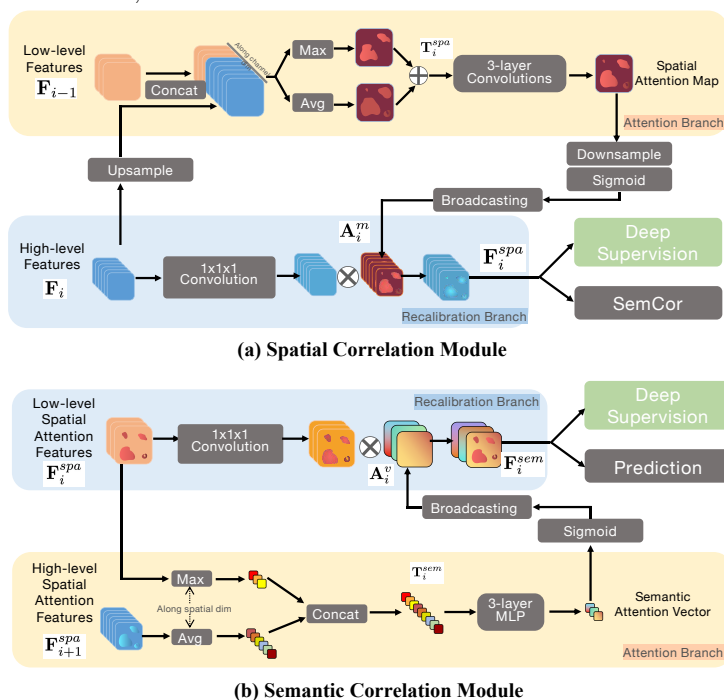 Low-level
Features
F_{i-1}
Concat
Along channel dim
Max
Avg
T_i^{spa}
3-layer
Convolutions
Spatial
Attention Map
Attention Branch
Upsample
Downsample
Sigmoid
Broadcasting
High-level
Features
F_i
1x1x1
Convolution
A_i^m
F_i^{spa}
Recalibration Branch
Deep
Supervision
SemCor
(a) Spatial Correlation Module
Low-level
Spatial
Attention
Features
F_i^{spa}
1x1x1
Convolution
A_i^v
Recalibration Branch
F_i^{sem}
Deep
Supervision
Prediction
Broadcasting
Sigmoid
High-level
Spatial
Attention
Features
F_{i+1}^{spa}
Max
Along spatial dim
Avg
Concat
T_i^{sem}
3-layer
MLP
Semantic
Attention Vector
Attention Branch
(b) Semantic Correlation Module